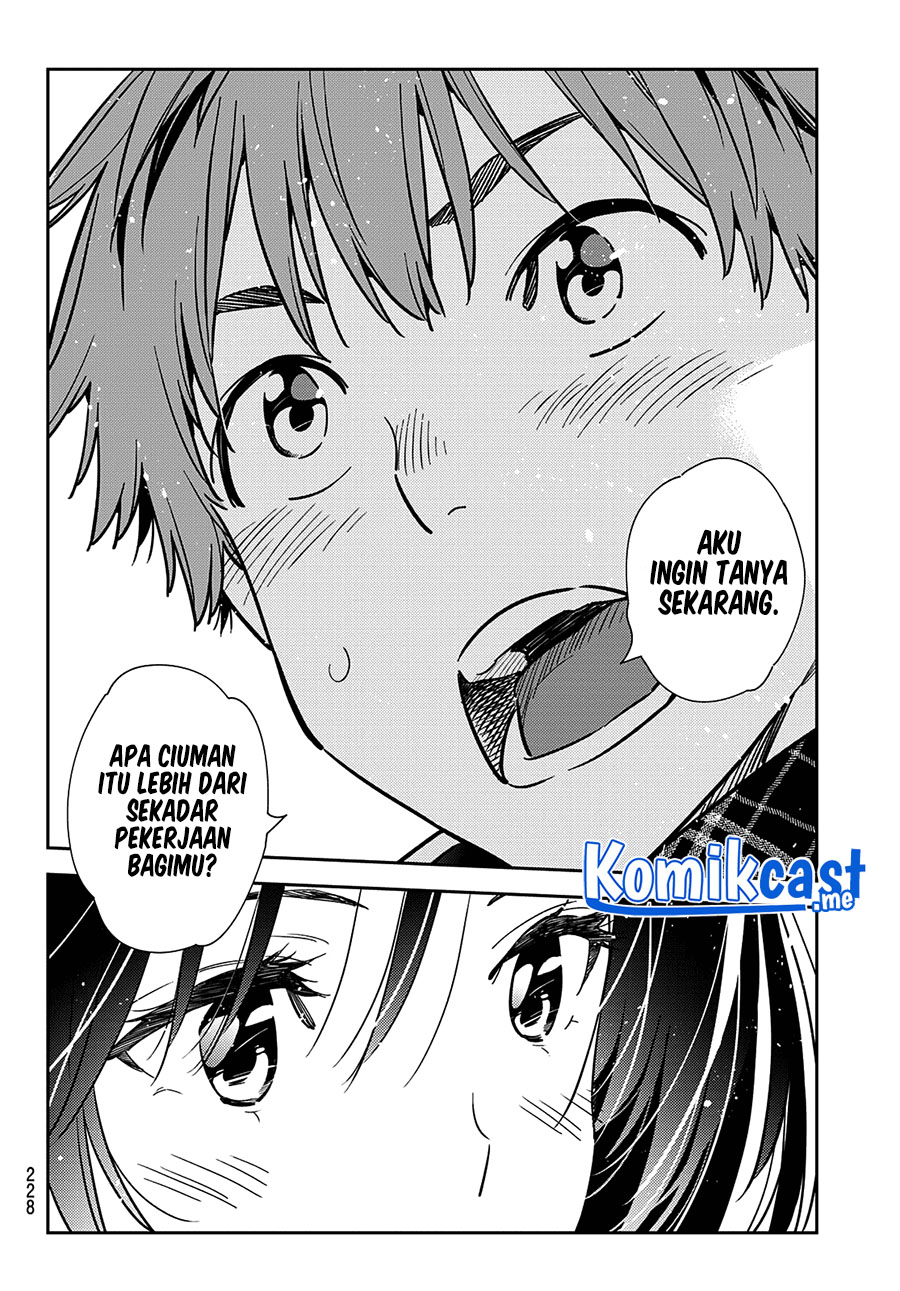 AKU
INGIN TANYA
SEKARANG.
APA CIUMAN
ITU LEBIH DARI
SEKADAR
PEKERJAAN
BAGIMU?
Komikcast
.me
228